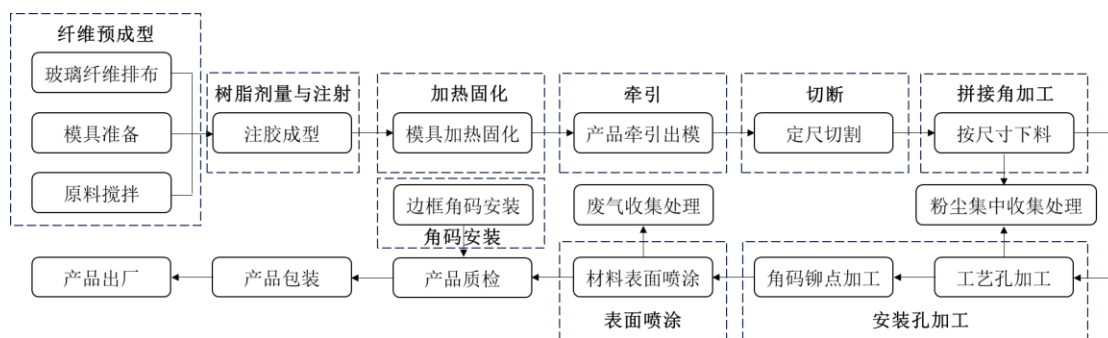 纤维预成型
玻璃纤维排布
模具准备
原料搅拌
树脂剂量与注射
注胶成型
加热固化
模具加热固化
牵引
产品牵引出模
切断
定尺切割
拼接角加工
按尺寸下料
边框角码安装
角码安装
废气收集处理
粉尘集中收集处理
产品出厂
产品包装
产品质检
材料表面喷涂
表面喷涂
角码铆点加工
工艺孔加工
安装孔加工